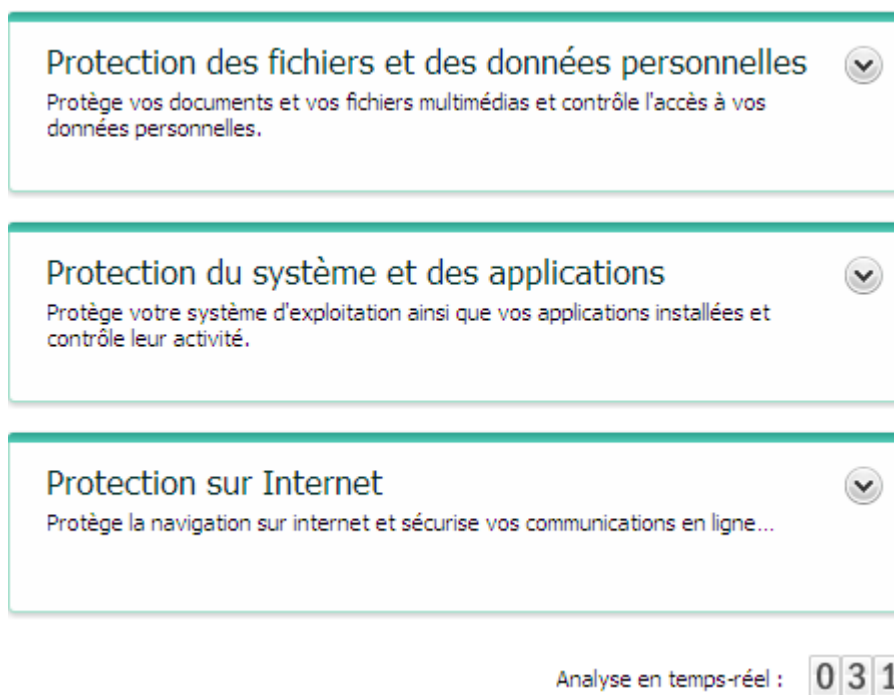 Protection des fichiers et des données personnelles
Protège vos documents et vos fichiers multimédias et contrôle l'accès à vos
données personnelles.
Protection du système et des applications
Protège votre système d'exploitation ainsi que vos applications installées et
contrôle leur activité.
Protection sur Internet
Protège la navigation sur internet et sécurise vos communications en ligne...
Analyse en temps-réel : 031